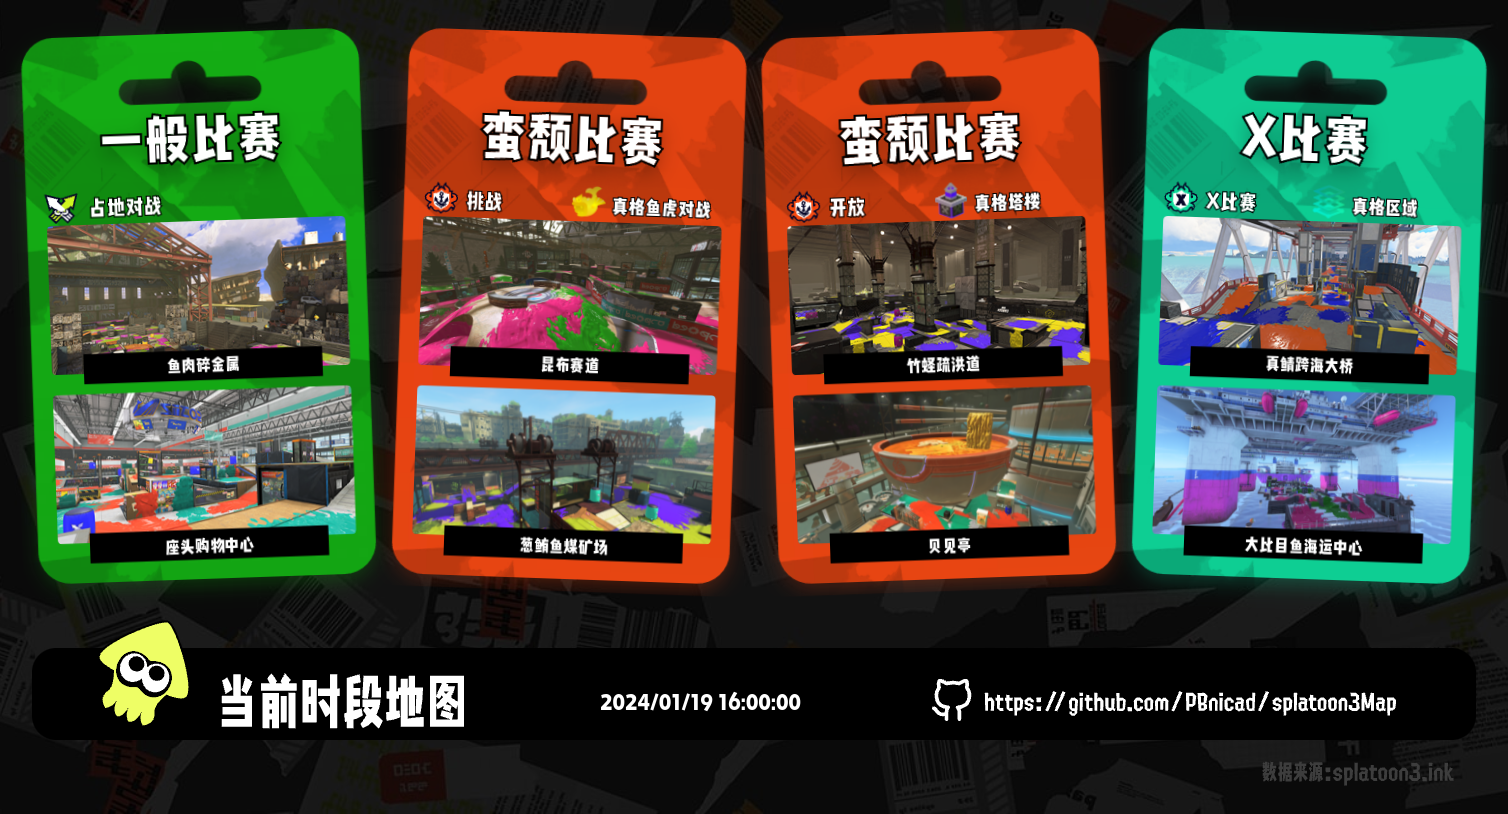 一般比赛
占地对战
鱼肉碎金属
座头购物中心
蛮颓比赛
挑战
真格鱼虎对战
昆布赛道
葱鲔鱼煤矿场
蛮颓比赛
开放
真格塔楼
竹蛏疏洪道
贝见亭
X比赛
X比赛
真格区域
真鲭跨海大桥
大比目鱼海运中心
当前时段地图
2024/01/19 16:00:00
https://github.com/PBnicad/splatoon3Map
数据来源:splatoon3.ink